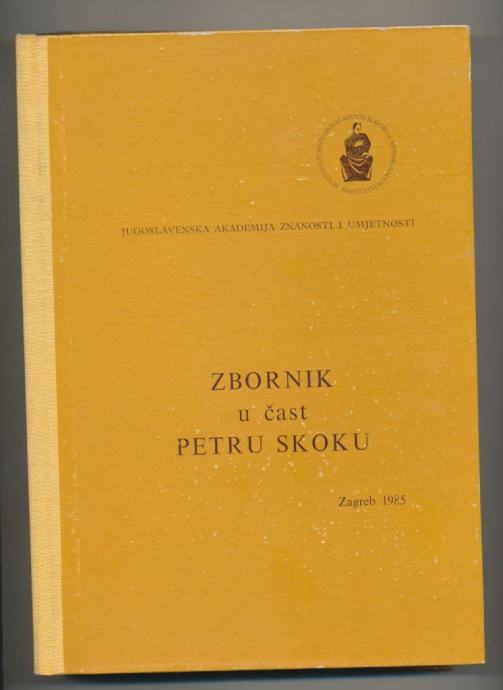 JUGOSLAVENSKA AKADEMIJA ZNANOSTI I UMJETNOSTI
ZBORNIK
u čast
PETRU SKOKU
Zagreb 1985